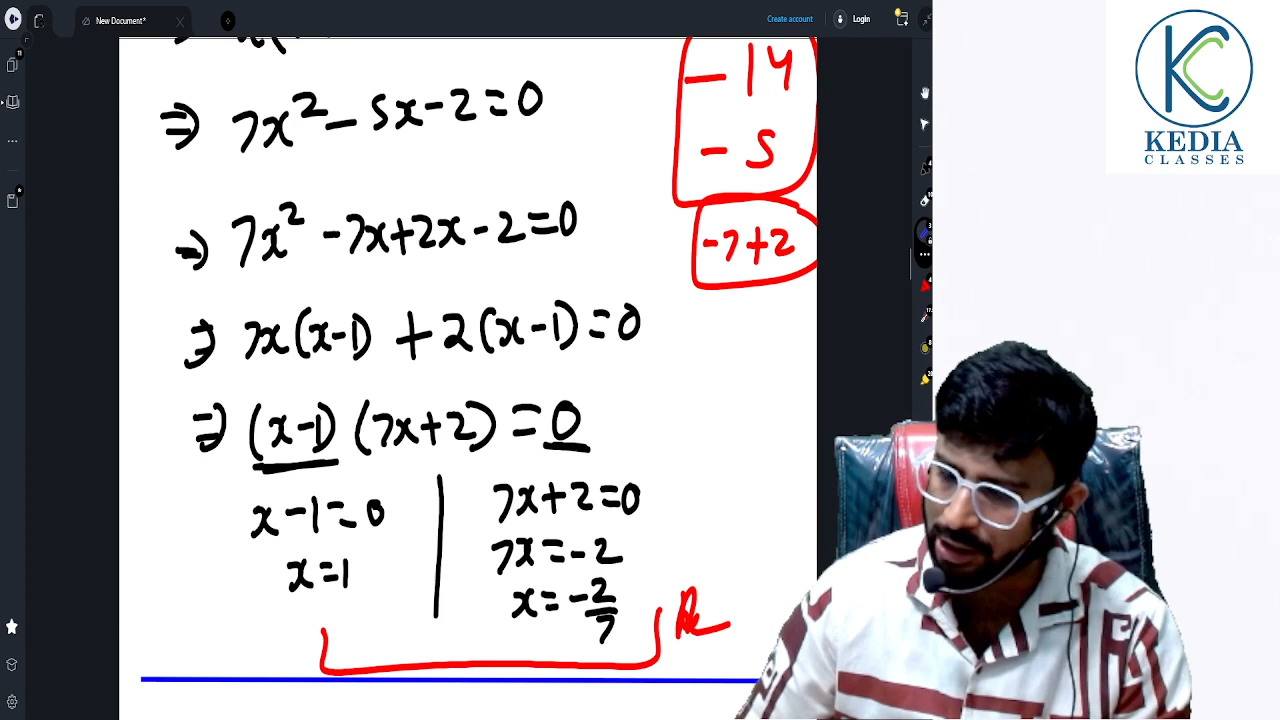 New Document*
Create account
Login
⇒ 7x² - 5x - 2 = 0
⇒ 7x² - 7x + 2x - 2 = 0
⇒ 7x(x-1) + 2(x-1) = 0
⇒ (x-1) (7x+2) = 0
x - 1 = 0
x = 1
7x + 2 = 0
7x = -2
x = -2/7
- 14
- 5
-7+2
KC
KEDIA
CLASSES